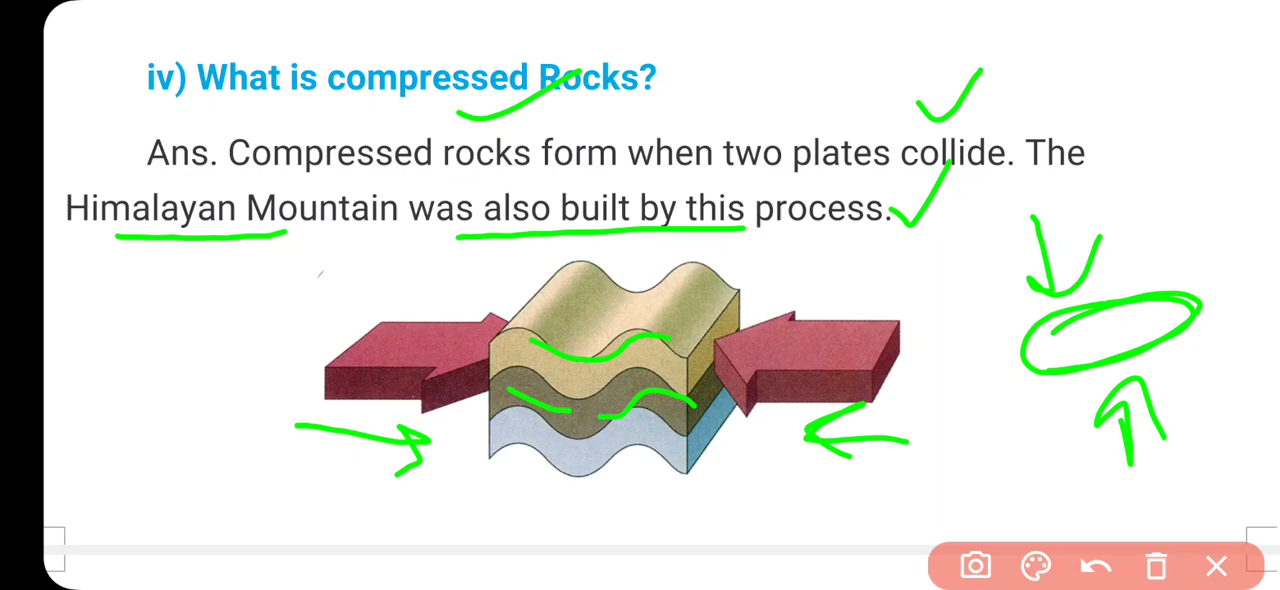 iv) What is compressed Rocks?
Ans. Compressed rocks form when two plates collide. The
Himalayan Mountain was also built by this process.